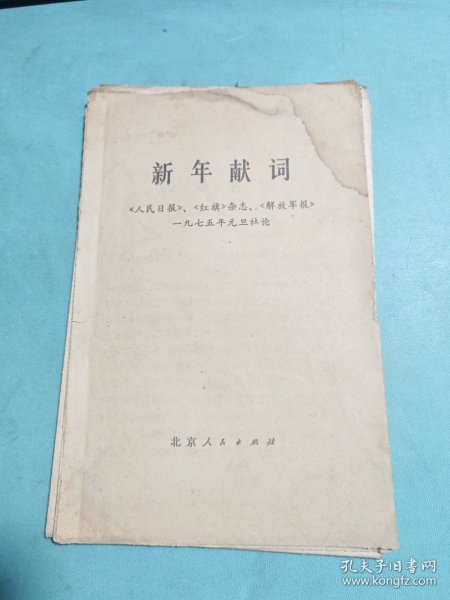 新年献词
《人民日报》、《红旗》杂志、《解放军报》
一九七五年元旦社论
北京人民出版社
孔夫子旧书网
www.kongfz.com